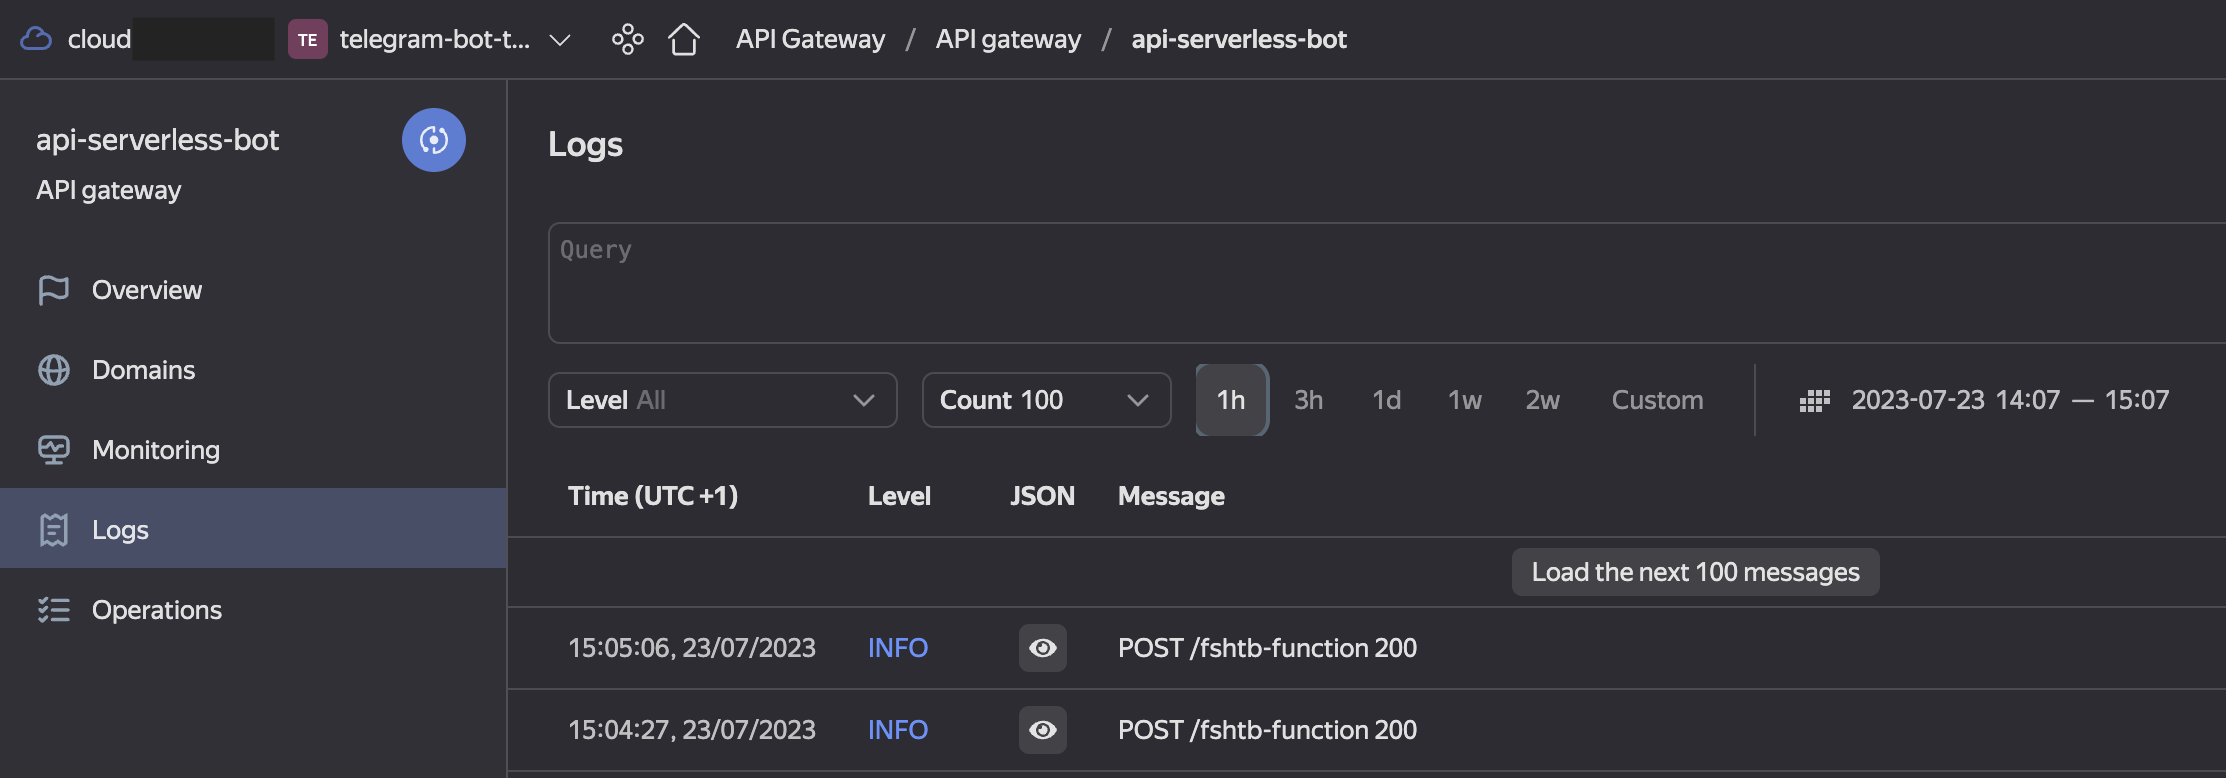 cloud TE telegram-bot-t... API Gateway / API gateway / api-serverless-bot
api-serverless-bot
API gateway
Overview
Domains
Monitoring
Logs
Operations
Logs
Query
Level All Count 100 1h 3h 1d 1w 2w Custom 2023-07-23 14:07 — 15:07
Time (UTC +1) Level JSON Message
Load the next 100 messages
15:05:06, 23/07/2023 INFO POST /fshtb-function 200
15:04:27, 23/07/2023 INFO POST /fshtb-function 200